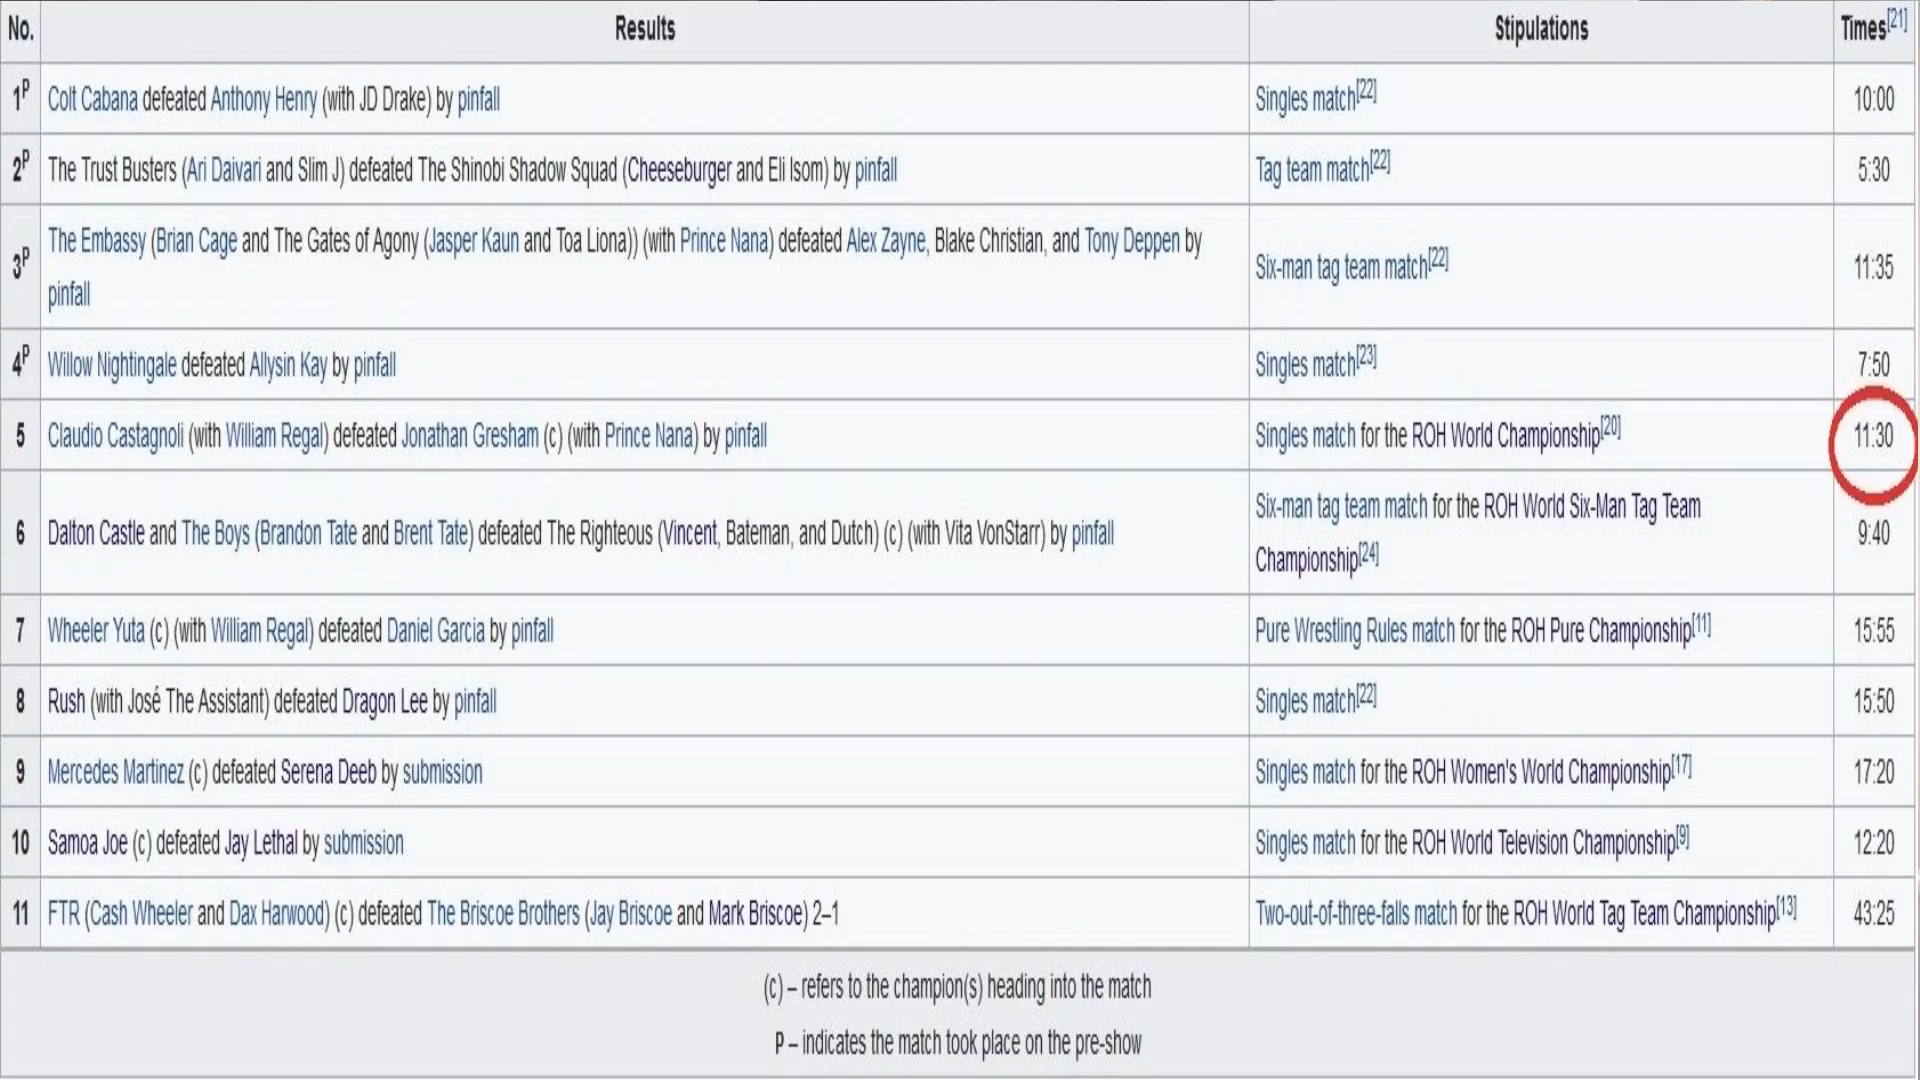 No. Results Stipulations Times[21]
1P Colt Cabana defeated Anthony Henry (with JD Drake) by pinfall Singles match[22] 10:00
2P The Trust Busters (Ari Daivari and Slim J) defeated The Shinobi Shadow Squad (Cheeseburger and Eli Isom) by pinfall Tag team match[22] 5:30
3P The Embassy (Brian Cage and The Gates of Agony (Jasper Kaun and Toa Liona)) (with Prince Nana) defeated Alex Zayne, Blake Christian, and Tony Deppen by
pinfall Six-man tag team match[22] 11:35
4P Willow Nightingale defeated Allysin Kay by pinfall Singles match[23] 7:50
5 Claudio Castagnoli (with William Regal) defeated Jonathan Gresham (c) (with Prince Nana) by pinfall Singles match for the ROH World Championship[20] 11:30
6 Dalton Castle and The Boys (Brandon Tate and Brent Tate) defeated The Righteous (Vincent, Bateman, and Dutch) (c) (with Vita VonStarr) by pinfall Six-man tag team match for the ROH World Six-Man Tag Team
Championship[24] 9:40
7 Wheeler Yuta (c) (with William Regal) defeated Daniel Garcia by pinfall Pure Wrestling Rules match for the ROH Pure Championship[11] 15:55
8 Rush (with José The Assistant) defeated Dragon Lee by pinfall Singles match[22] 15:50
9 Mercedes Martinez (c) defeated Serena Deeb by submission Singles match for the ROH Women's World Championship[17] 17:20
10 Samoa Joe (c) defeated Jay Lethal by submission Singles match for the ROH World Television Championship[9] 12:20
11 FTR (Cash Wheeler and Dax Harwood) (c) defeated The Briscoe Brothers (Jay Briscoe and Mark Briscoe) 2–1 Two-out-of-three-falls match for the ROH World Tag Team Championship[13] 43:25
(c) – refers to the champion(s) heading into the match
P – indicates the match took place on the pre-show